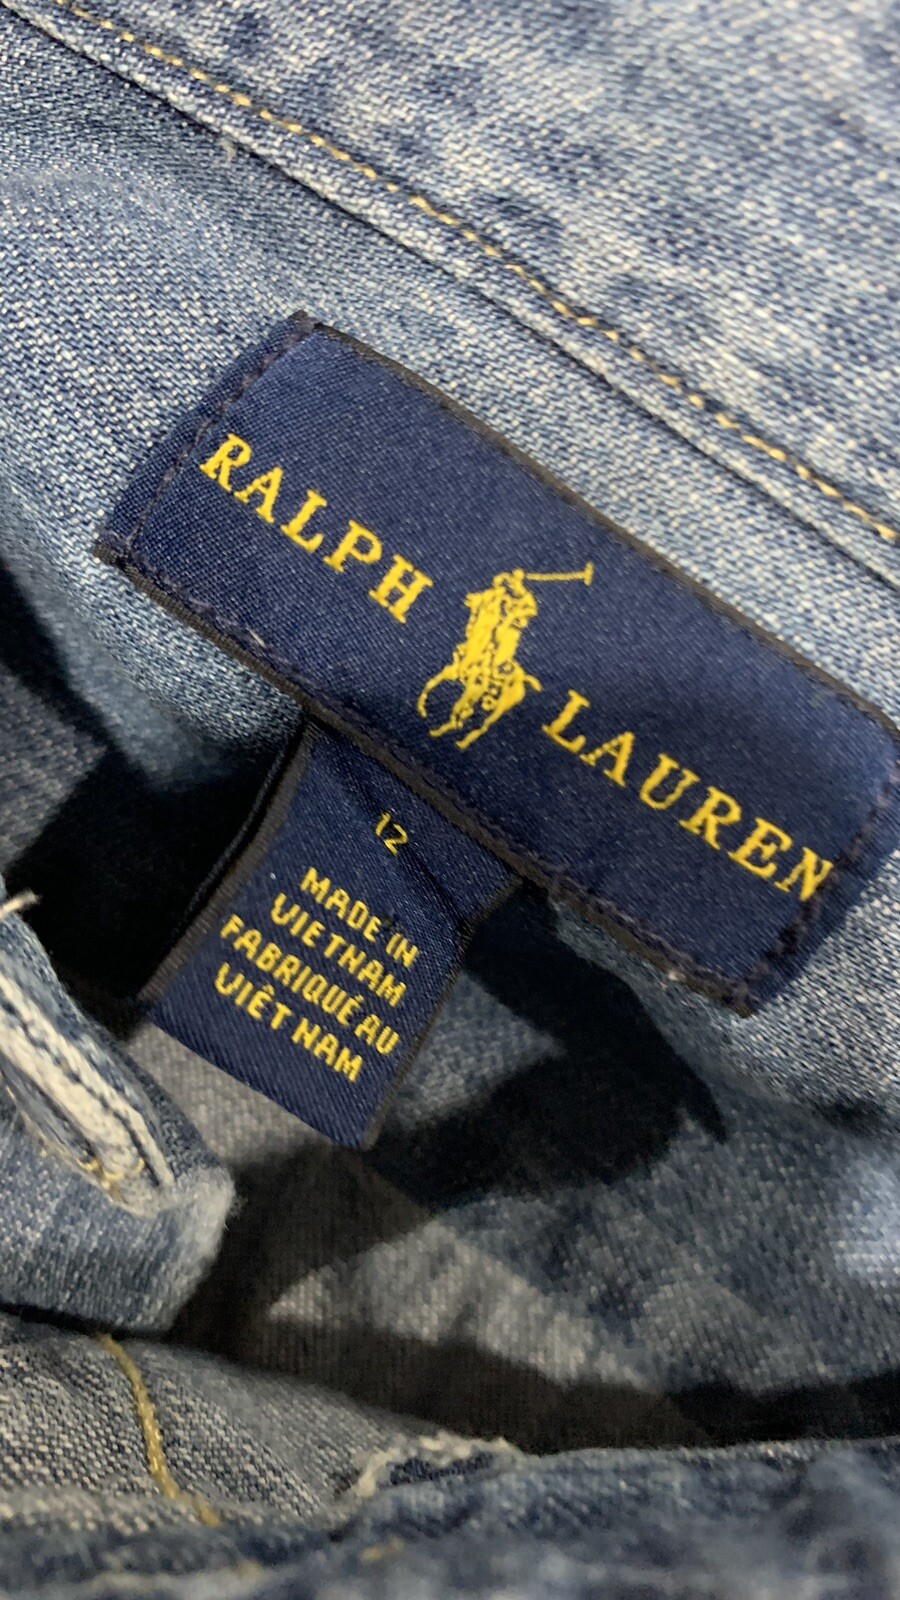 RALPH LAUREN
12
MADE IN
VIETNAM
FABRIQUÉ AU
VIÊT NAM